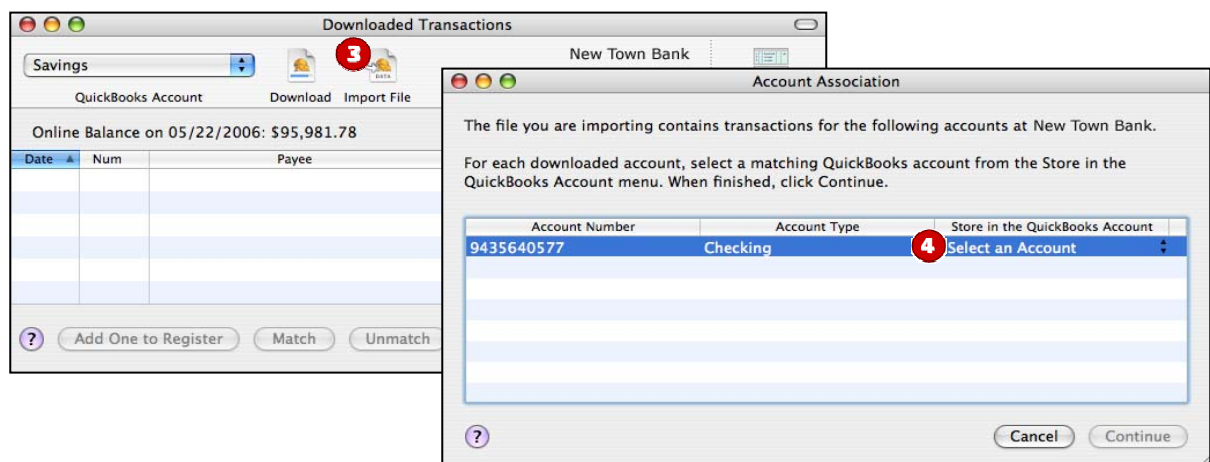 Downloaded Transactions
Savings
3
DATA
New Town Bank
QuickBooks Account
Download
Import File
Online Balance on 05/22/2006: $95,981.78
Date
Num
Payee
?
Add One to Register
Match
Unmatch
Account Association
The file you are importing contains transactions for the following accounts at New Town Bank.
For each downloaded account, select a matching QuickBooks account from the Store in the
QuickBooks Account menu. When finished, click Continue.
Account Number
Account Type
Store in the QuickBooks Account
9435640577
Checking
4
Select an Account
?
Cancel
Continue